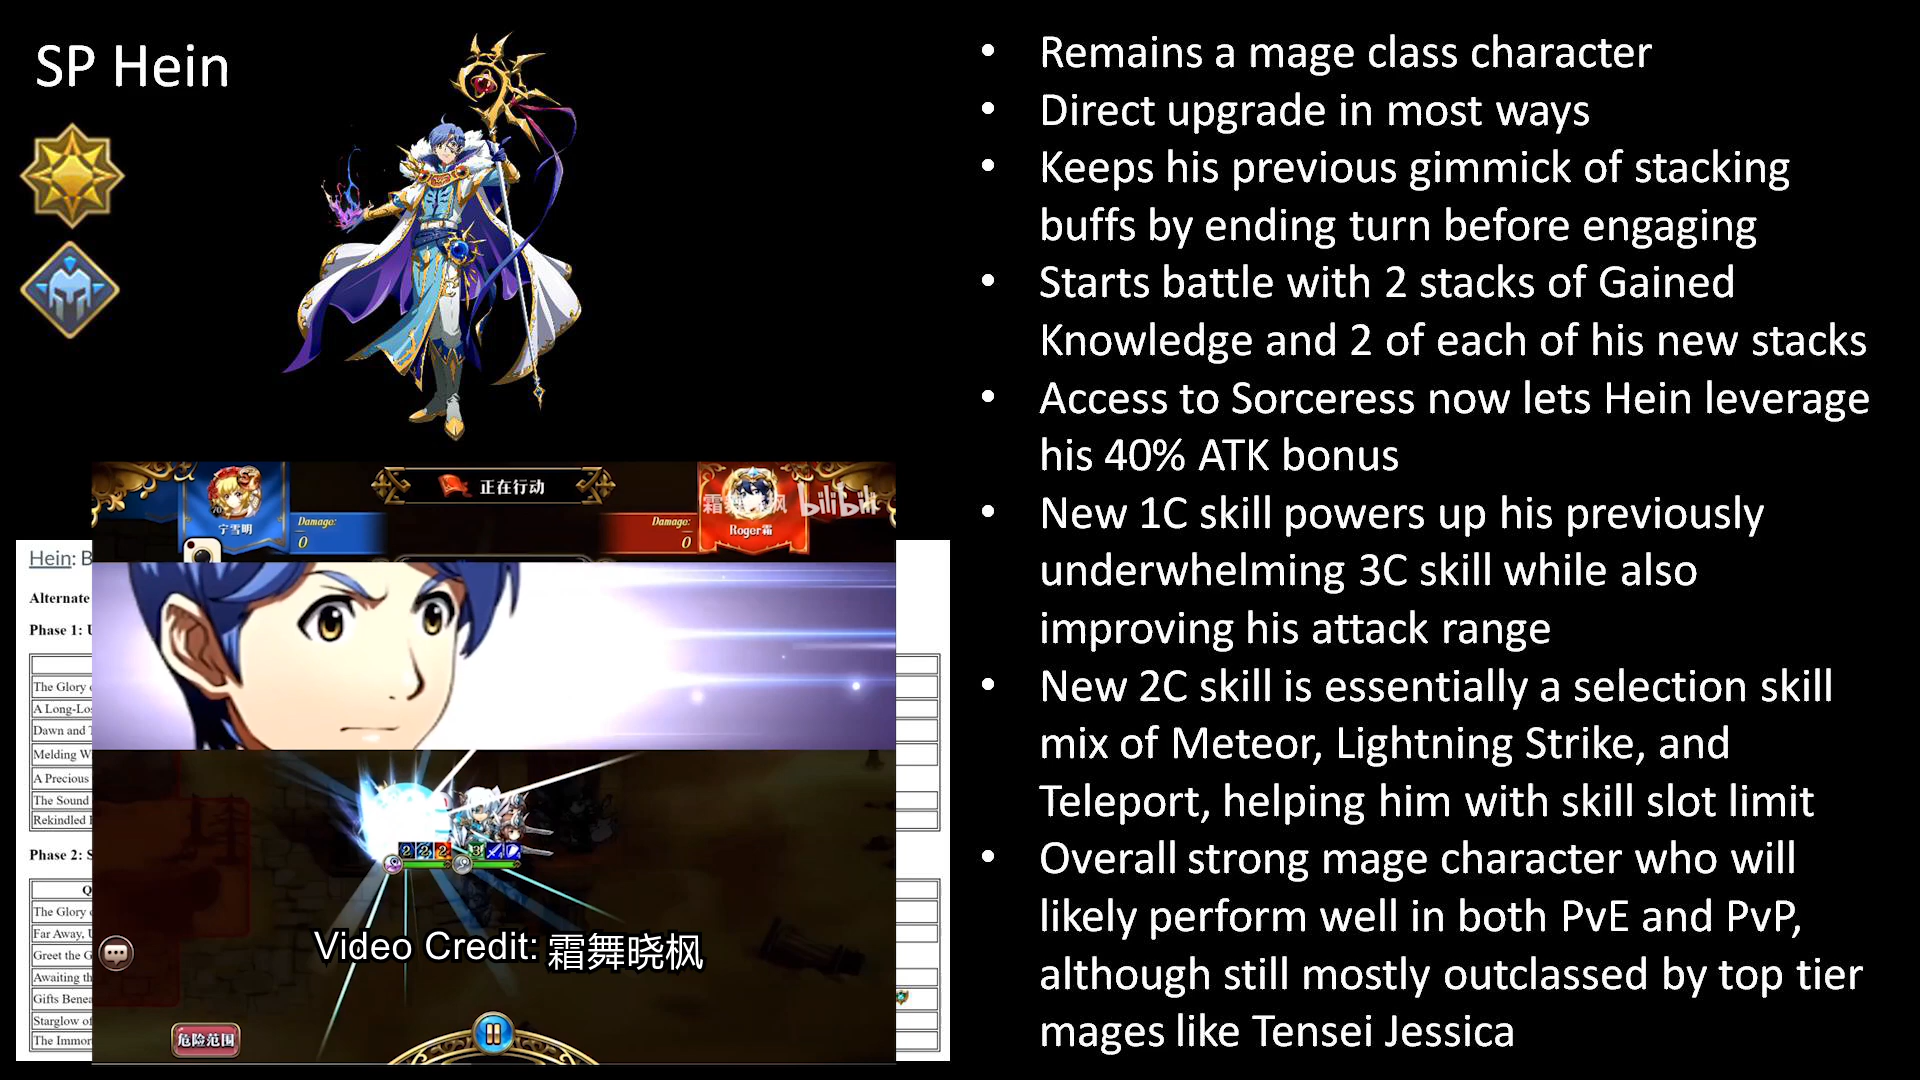 SP Hein
• Remains a mage class character
• Direct upgrade in most ways
• Keeps his previous gimmick of stacking
buffs by ending turn before engaging
• Starts battle with 2 stacks of Gained
Knowledge and 2 of each of his new stacks
• Access to Sorceress now lets Hein leverage
his 40% ATK bonus
• New 1C skill powers up his previously
underwhelming 3C skill while also
improving his attack range
• New 2C skill is essentially a selection skill
mix of Meteor, Lightning Strike, and
Teleport, helping him with skill slot limit
• Overall strong mage character who will
likely perform well in both PvE and PvP,
although still mostly outclassed by top tier
mages like Tensei Jessica
正在行动
宁雪明
Damage:
0
Damage:
0
bilibili
Roger霜
Hein: B
Alternate
Phase 1: U
The Glory
A Long-Lo
Dawn and
Melding W
A Precious
The Sound
Rekindled
Phase 2: S
Q
The Glory
Far Away,
Greet the G
Awaiting th
Gifts Benea
Starglow of
The Immor
2 2 2 3
Video Credit: 霜舞晓枫
危险范围